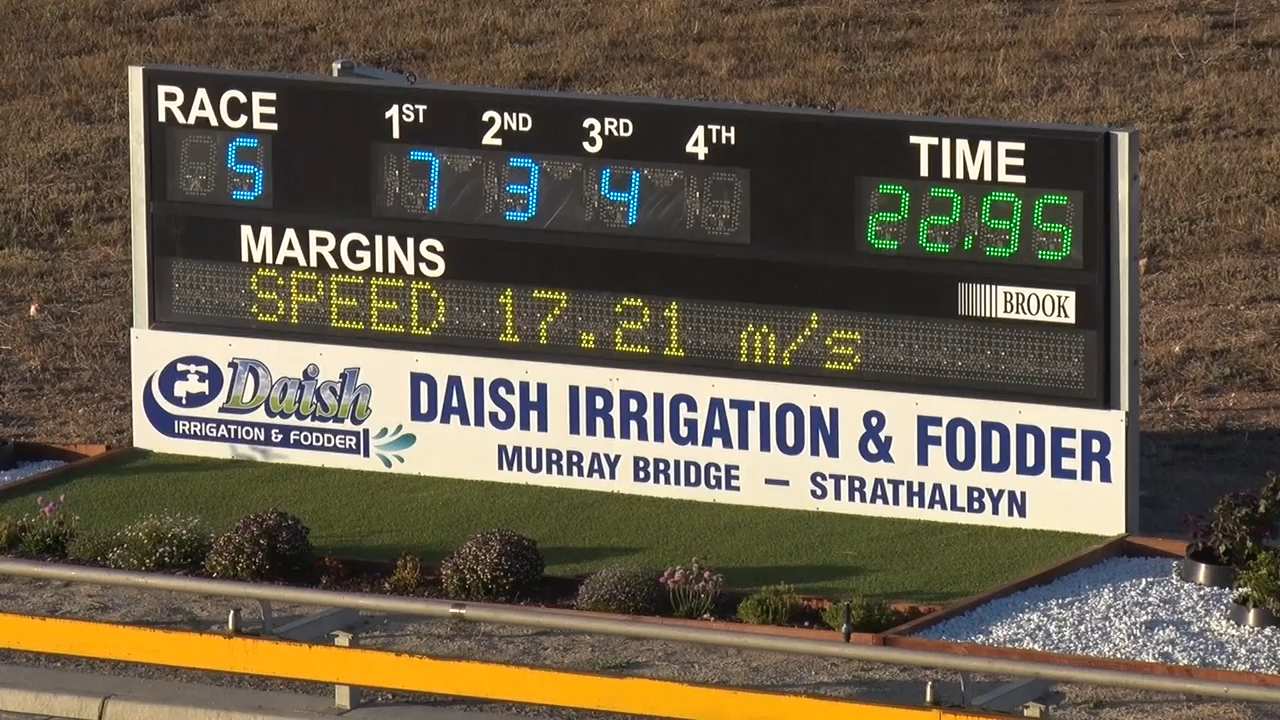 RACE 1ST 2ND 3RD 4TH TIME
5 7 3 4 22.95
MARGINS
BROOK
SPEED 17.21 m/s
Daish
IRRIGATION & FODDER
DAISH IRRIGATION & FODDER
MURRAY BRIDGE – STRATHALBYN